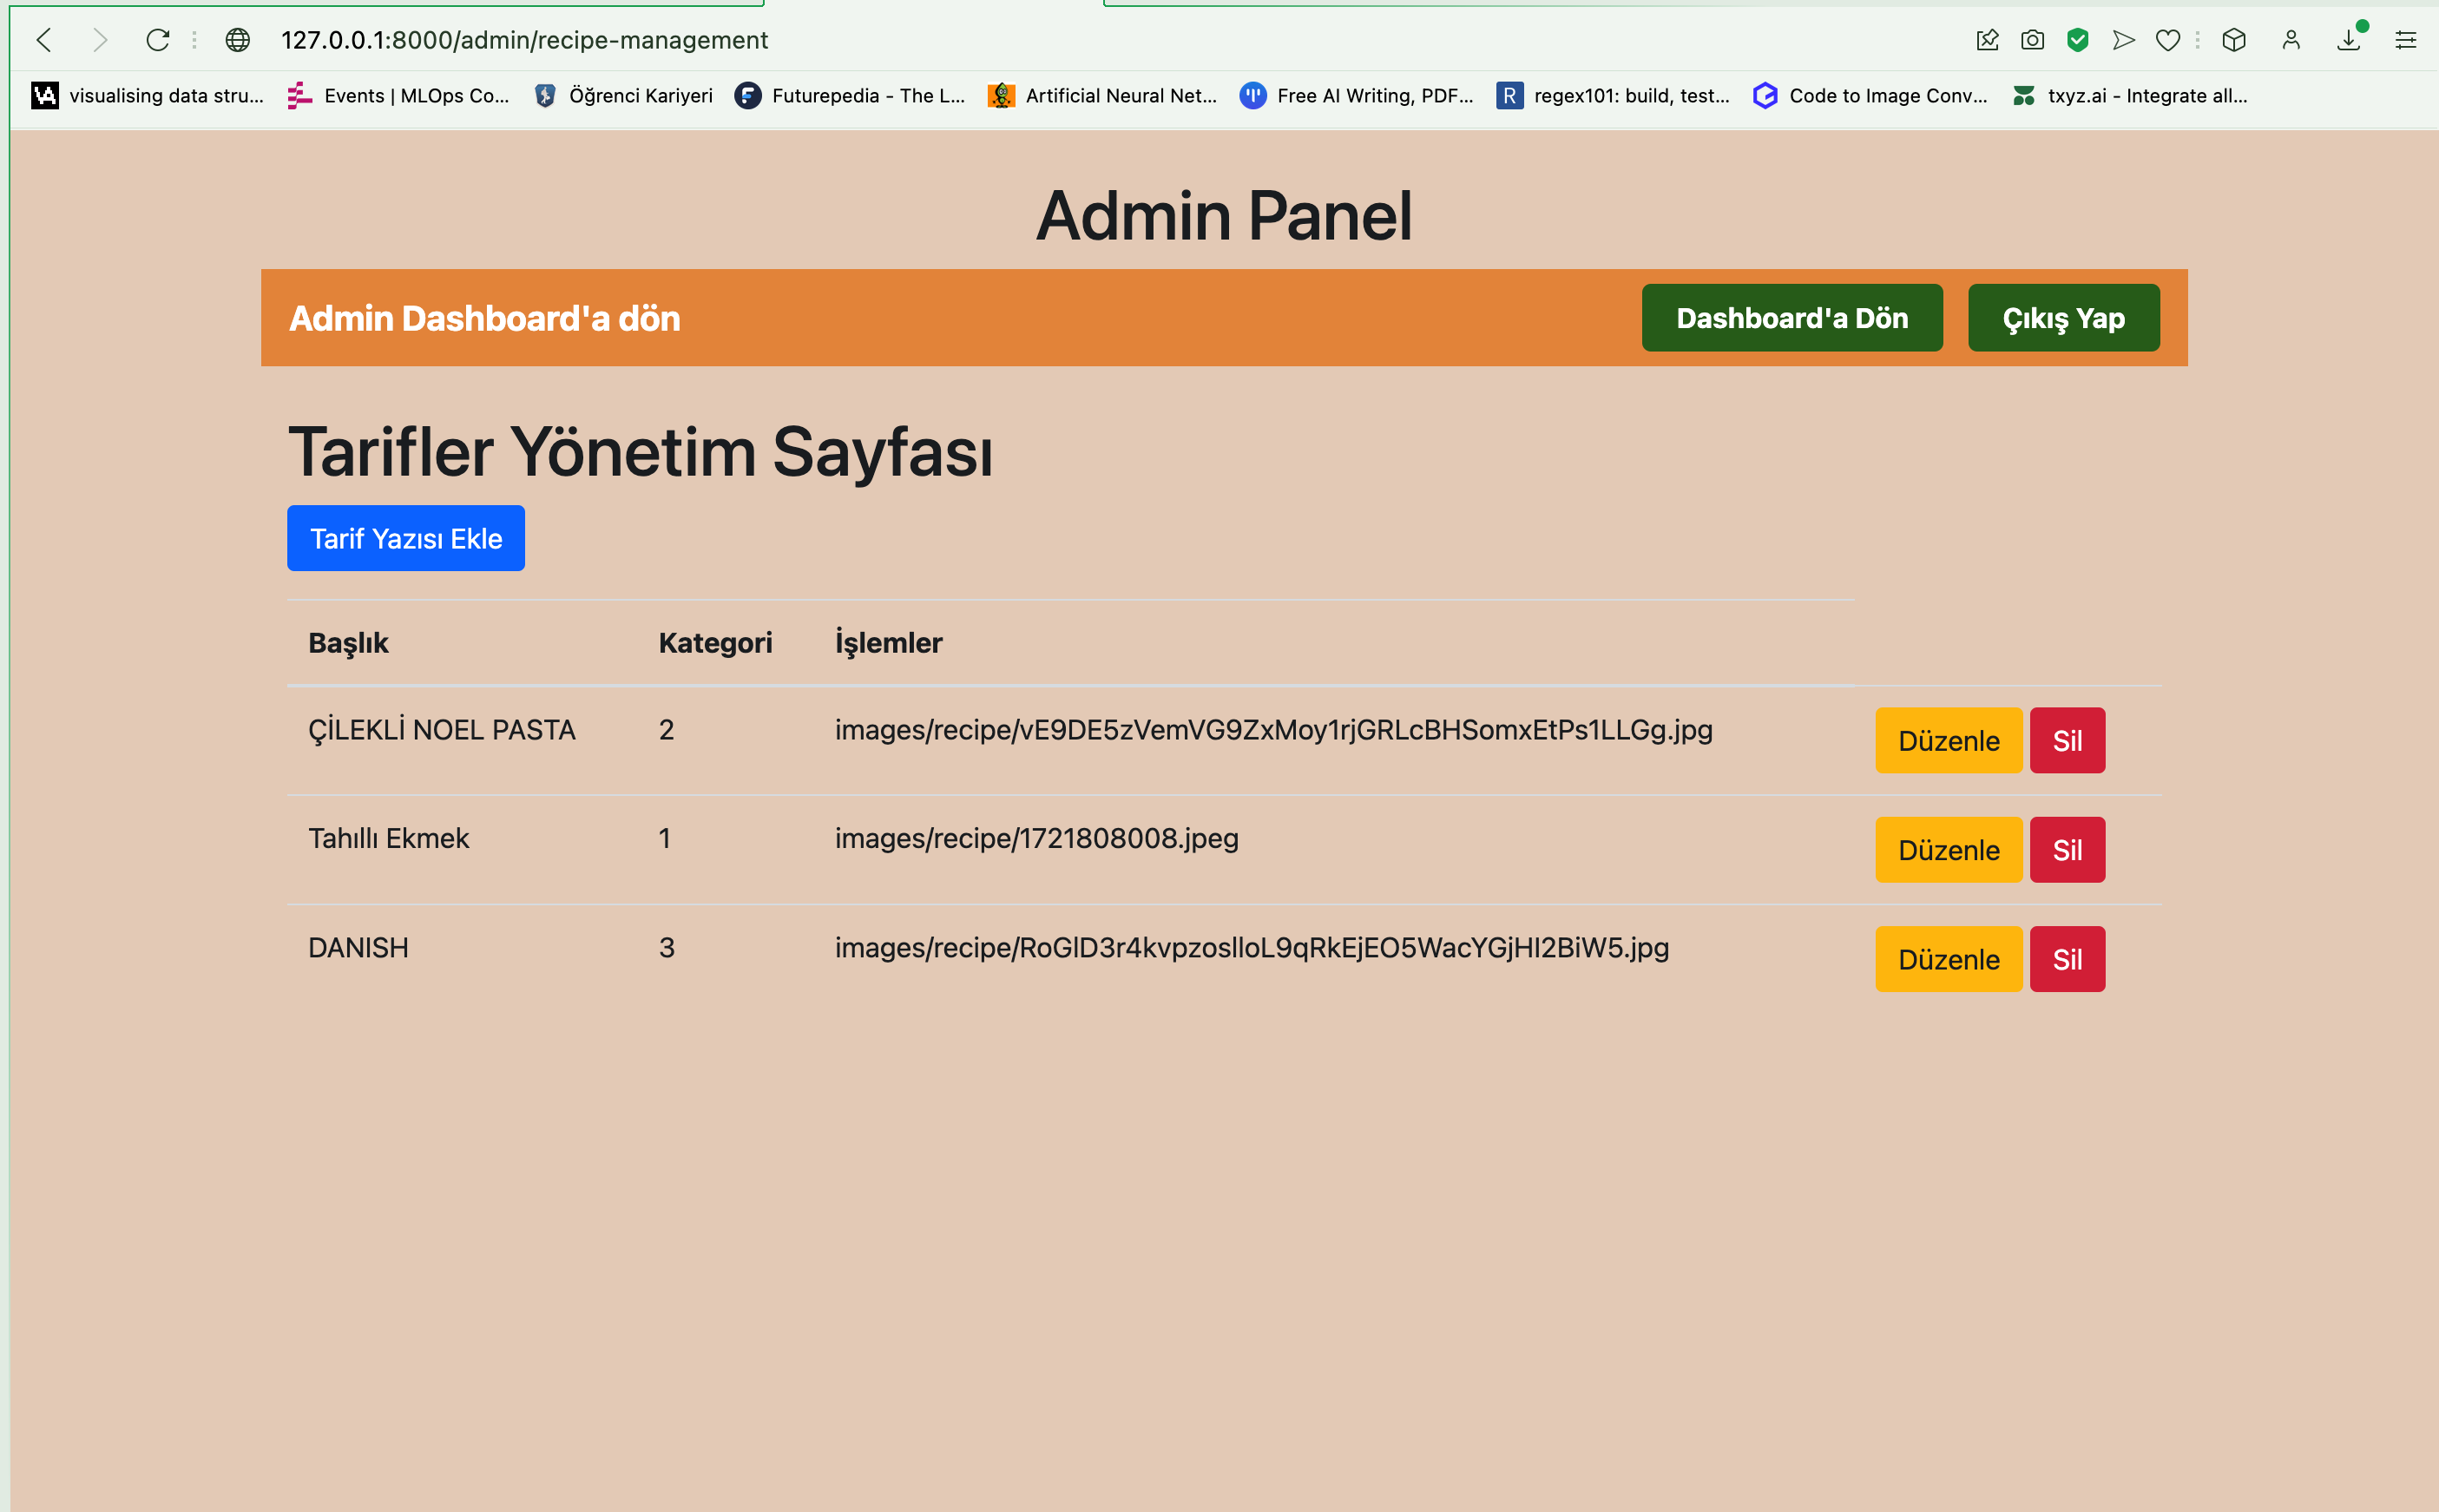 127.0.0.1:8000/admin/recipe-management
visualising data stru... Events | MLOps Co... Öğrenci Kariyeri Futurepedia - The L... Artificial Neural Net... Free AI Writing, PDF... R regex101: build, test... Code to Image Conv... txyz.ai - Integrate all...
Admin Panel
Admin Dashboard'a dön Dashboard'a Dön Çıkış Yap
Tarifler Yönetim Sayfası
Tarif Yazısı Ekle
Başlık Kategori İşlemler
ÇİLEKLİ NOEL PASTA 2 images/recipe/vE9DE5zVemVG9ZxMoy1rjGRLcBHSomxEtPs1LLGg.jpg Düzenle Sil
Tahıllı Ekmek 1 images/recipe/1721808008.jpeg Düzenle Sil
DANISH 3 images/recipe/RoGlD3r4kvpzoslloL9qRkEjEO5WacYGjHI2BiW5.jpg Düzenle Sil